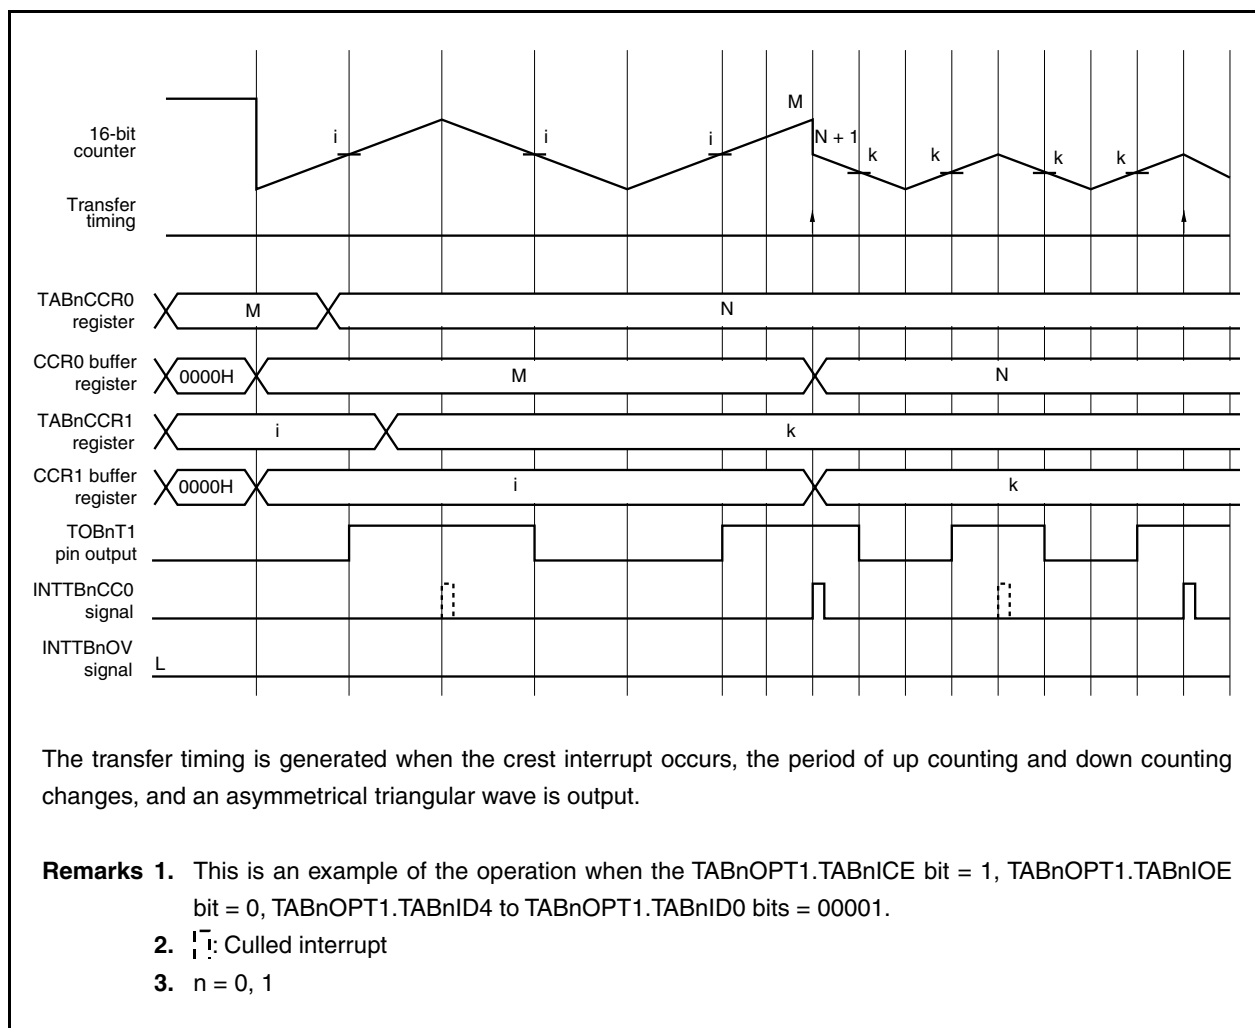 M
i
i
i
N + 1
k
k
k
k
16-bit
counter
Transfer
timing
TABnCCR0
register
M
N
CCR0 buffer
register
0000H
M
N
TABnCCR1
register
i
k
CCR1 buffer
register
0000H
i
k
TOBnT1
pin output
INTTBnCC0
signal
INTTBnOV
signal
L
The transfer timing is generated when the crest interrupt occurs, the period of up counting and down counting
changes, and an asymmetrical triangular wave is output.
Remarks 1. This is an example of the operation when the TABnOPT1.TABnICE bit = 1, TABnOPT1.TABnIOE
bit = 0, TABnOPT1.TABnID4 to TABnOPT1.TABnID0 bits = 00001.
2. : Culled interrupt
3. n = 0, 1